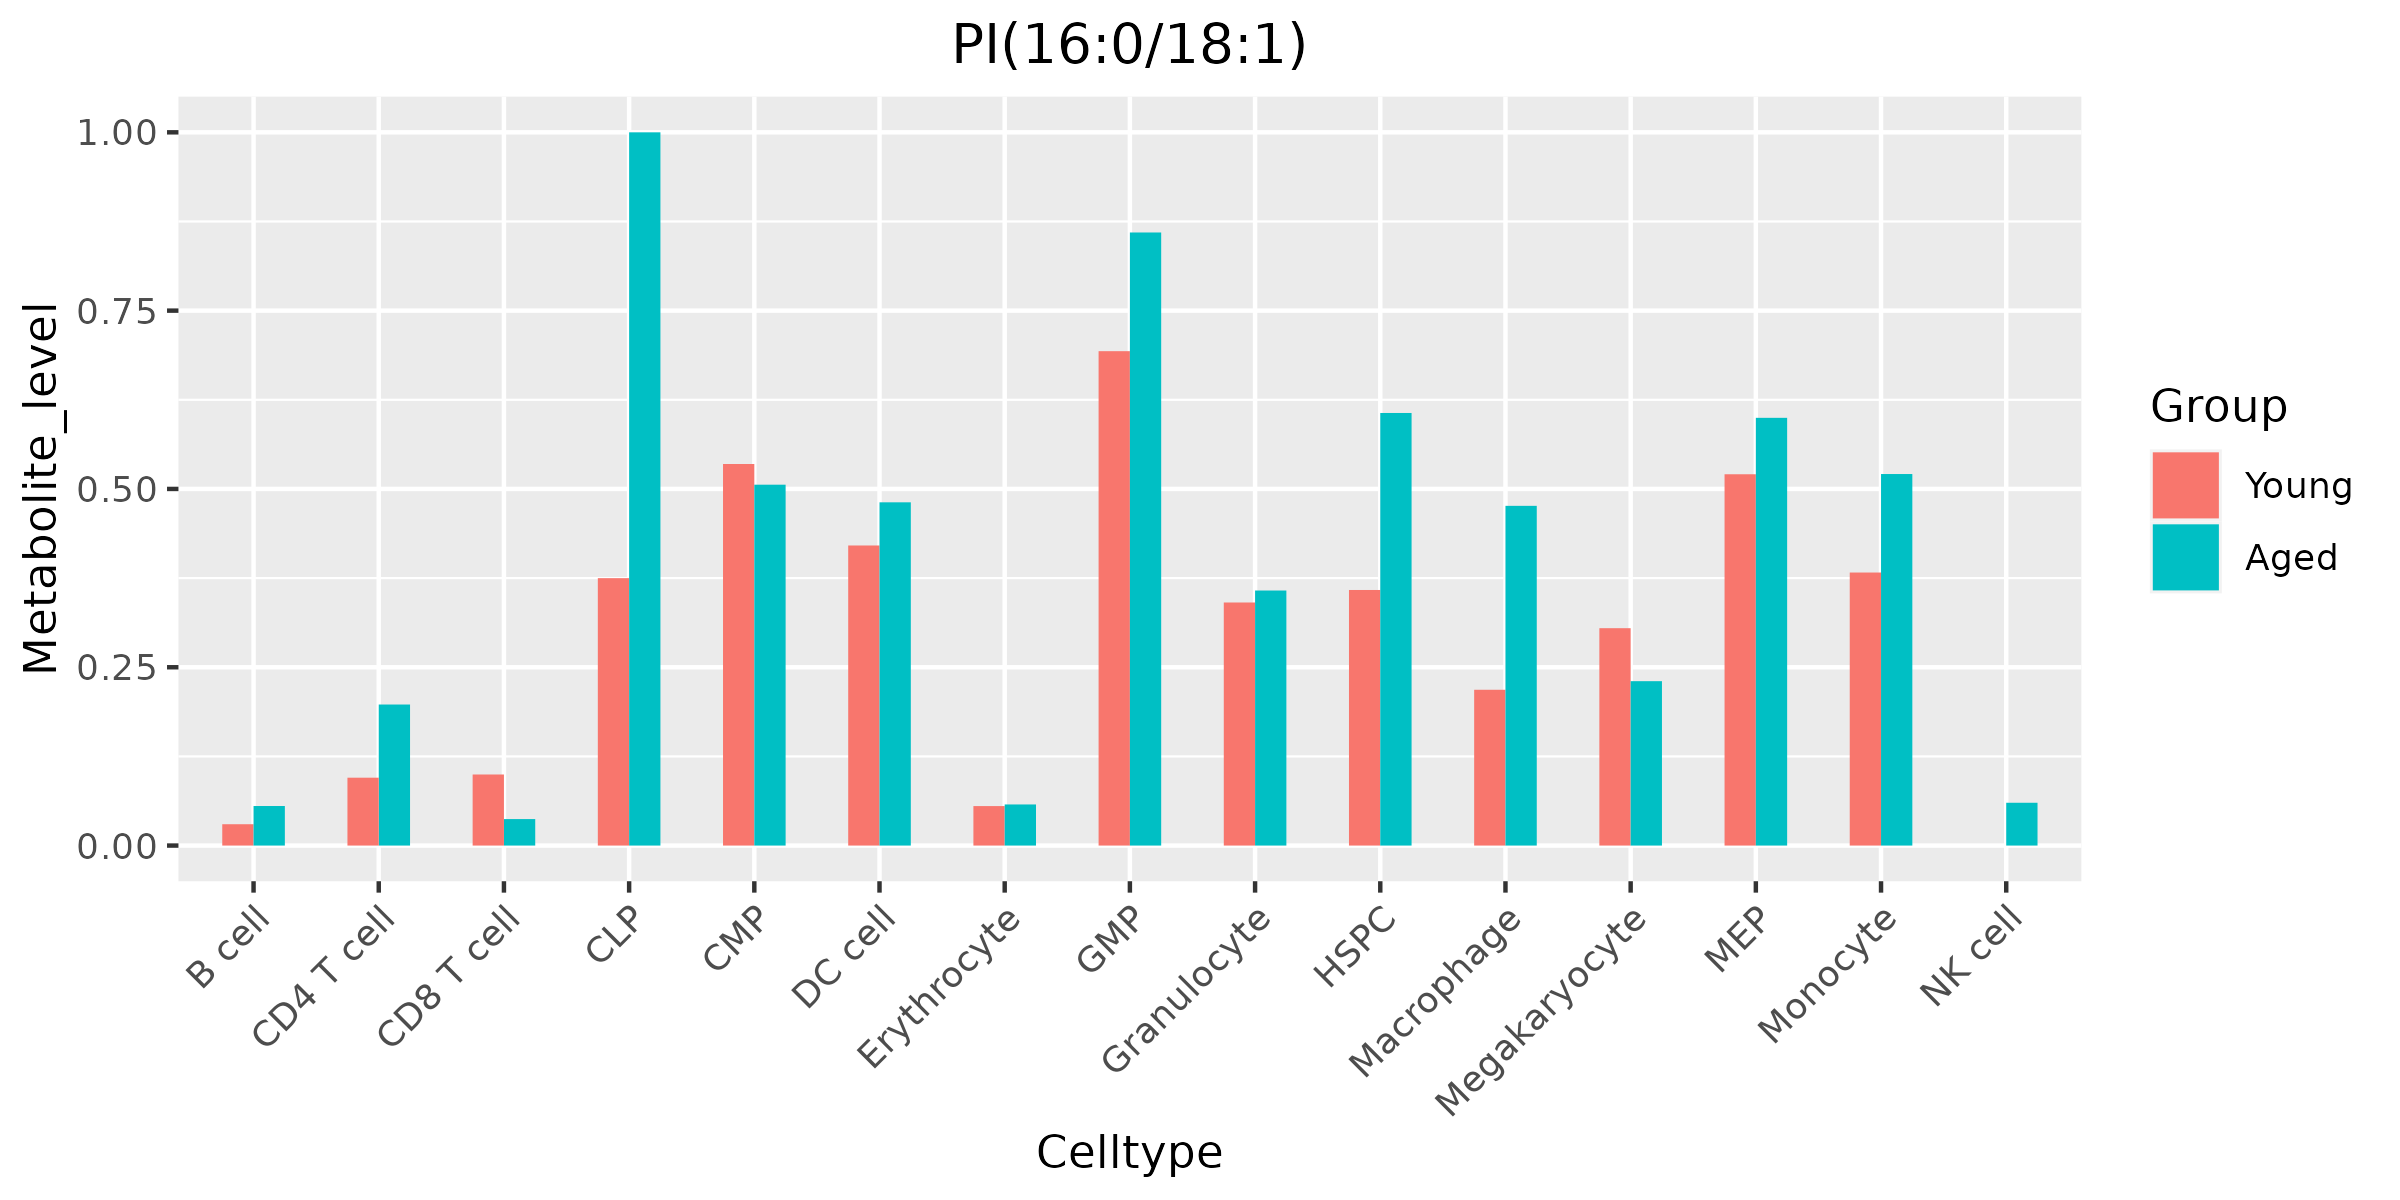 PI(16:0/18:1)
Metabolite_level
1.00
0.75
0.50
0.25
0.00
B cell
CD4 T cell
CD8 T cell
CLP
CMP
DC cell
Erythrocyte
GMP
Granulocyte
HSPC
Macrophage
Megakaryocyte
MEP
Monocyte
NK cell
Celltype
Group
Young
Aged